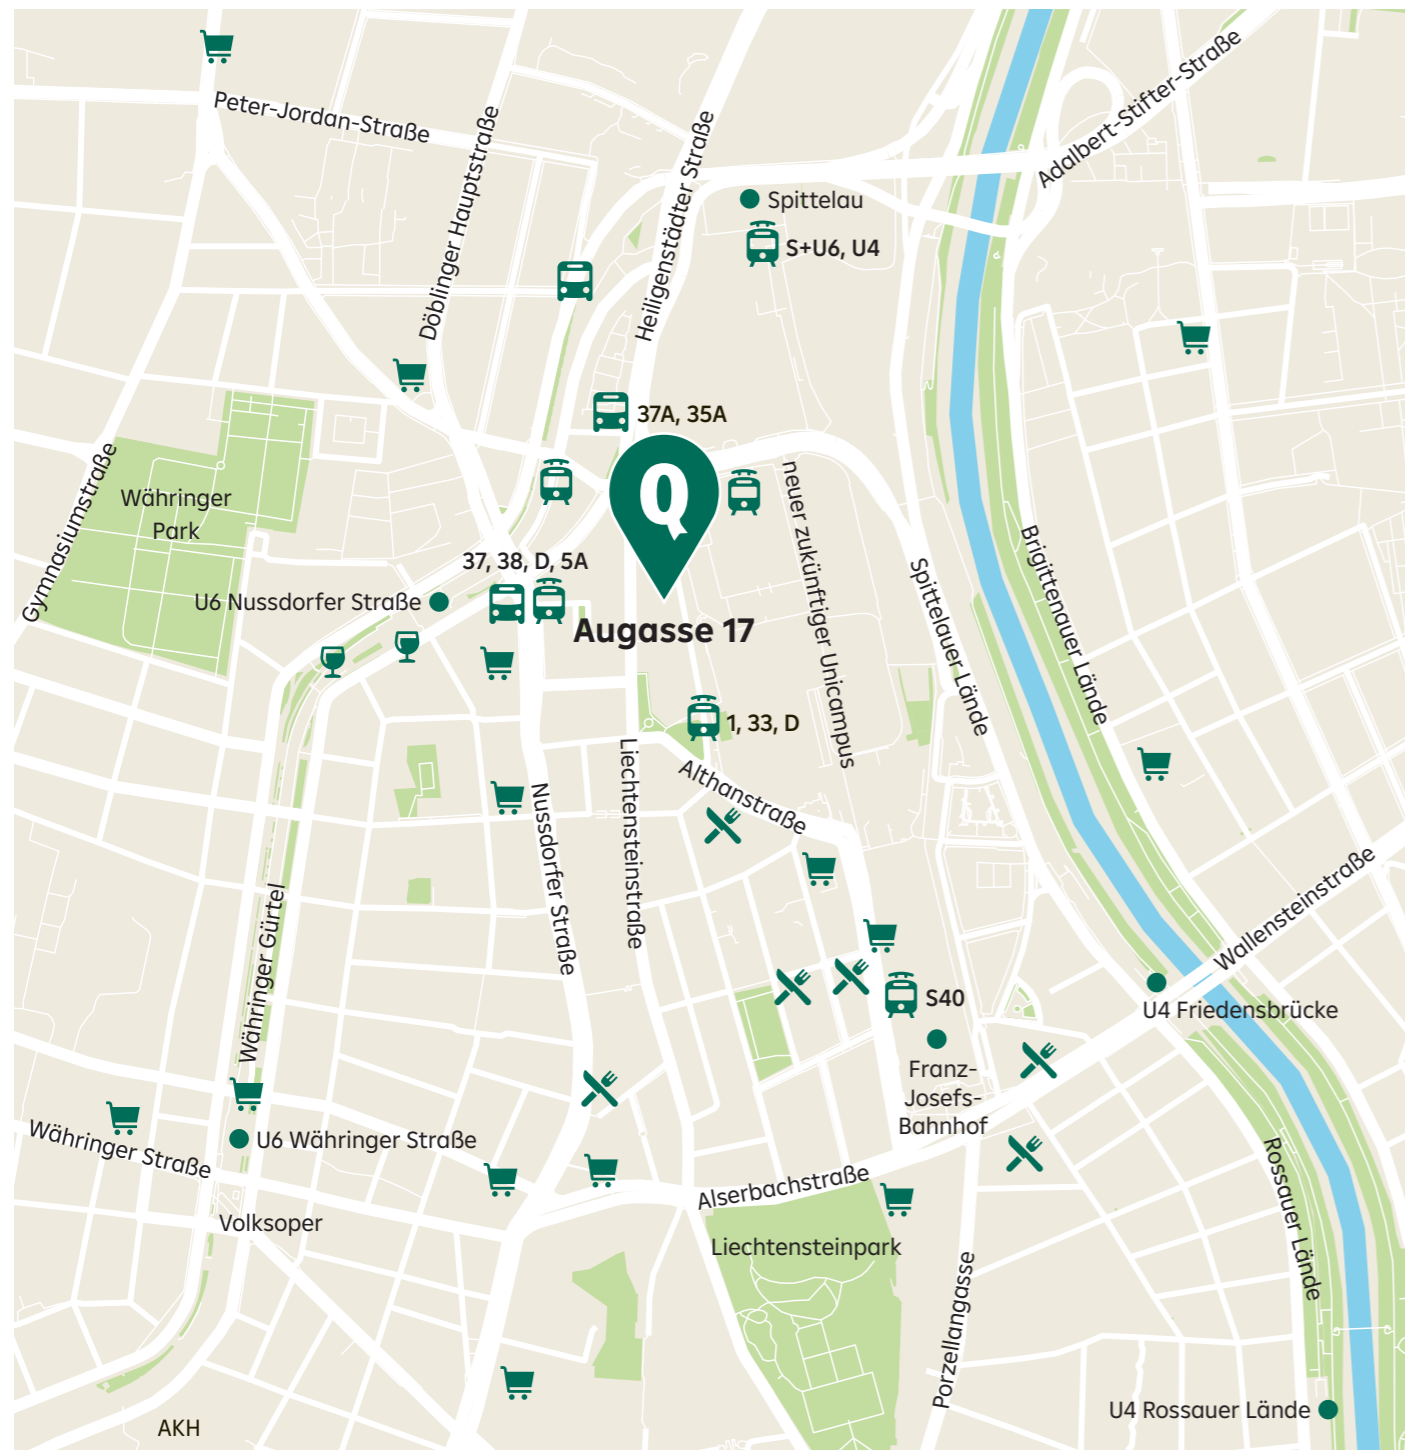 Peter-Jordan-Straße
Döblinger Hauptstraße
Heiligenstädter Straße
Adalbert-Stifter-Straße
Spittelau
S+U6, U4
37A, 35A
Q
Gymnasiumstraße
Währinger
Park
neuer zukünftiger Unicampus
Spittelauer Lände
Brigittenauer Lände
37, 38, D, 5A
U6 Nussdorfer Straße
Augasse 17
1, 33, D
Liechtensteinstraße
Althanstraße
Nussdorfer Straße
Währinger Gürtel
Wallensteinstraße
S40
U4 Friedensbrücke
Franz-
Josefs-
Bahnhof
Währinger Straße
U6 Währinger Straße
Alserbachstraße
Volksoper
Liechtensteinpark
Rossauer Lände
Porzellangasse
U4 Rossauer Lände
AKH